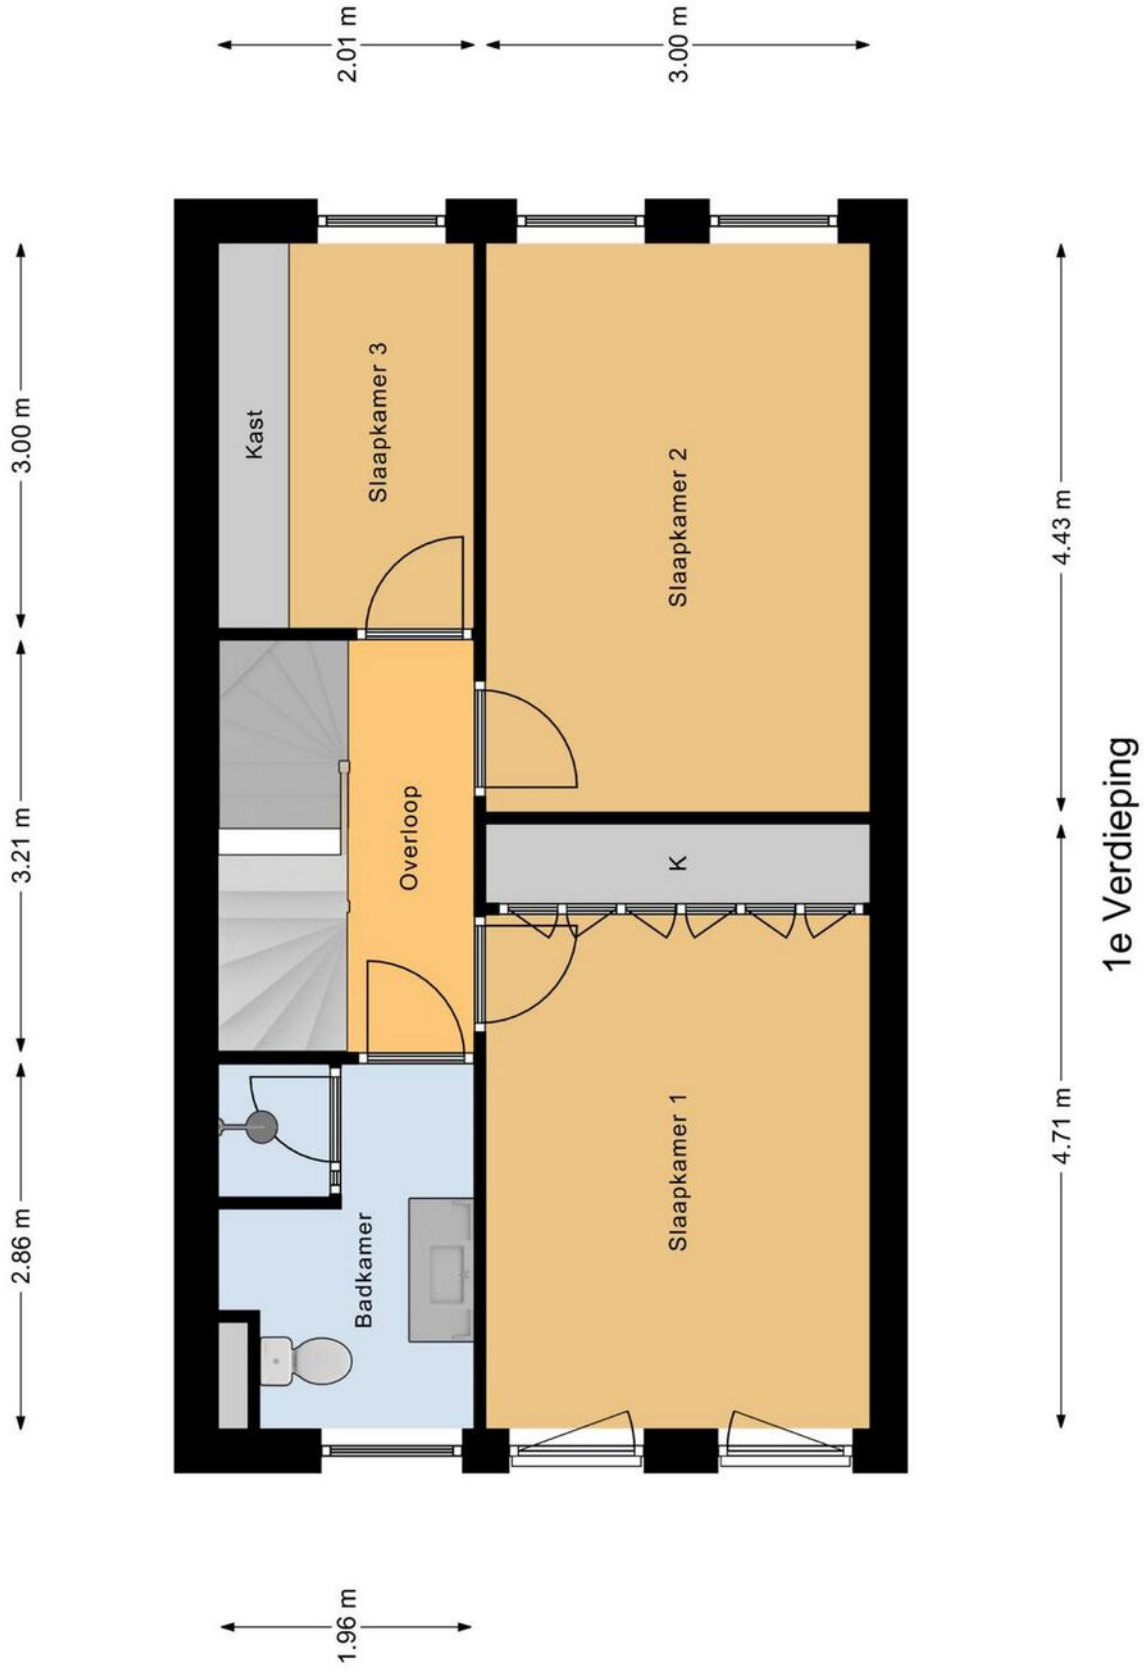 2.01 m
3.00 m
3.00 m
3.21 m
2.86 m
Kast
Slaapkamer 3
Slaapkamer 2
4.43 m
Overloop
K
Slaapkamer 1
4.71 m
Badkamer
1.96 m
1e Verdieping